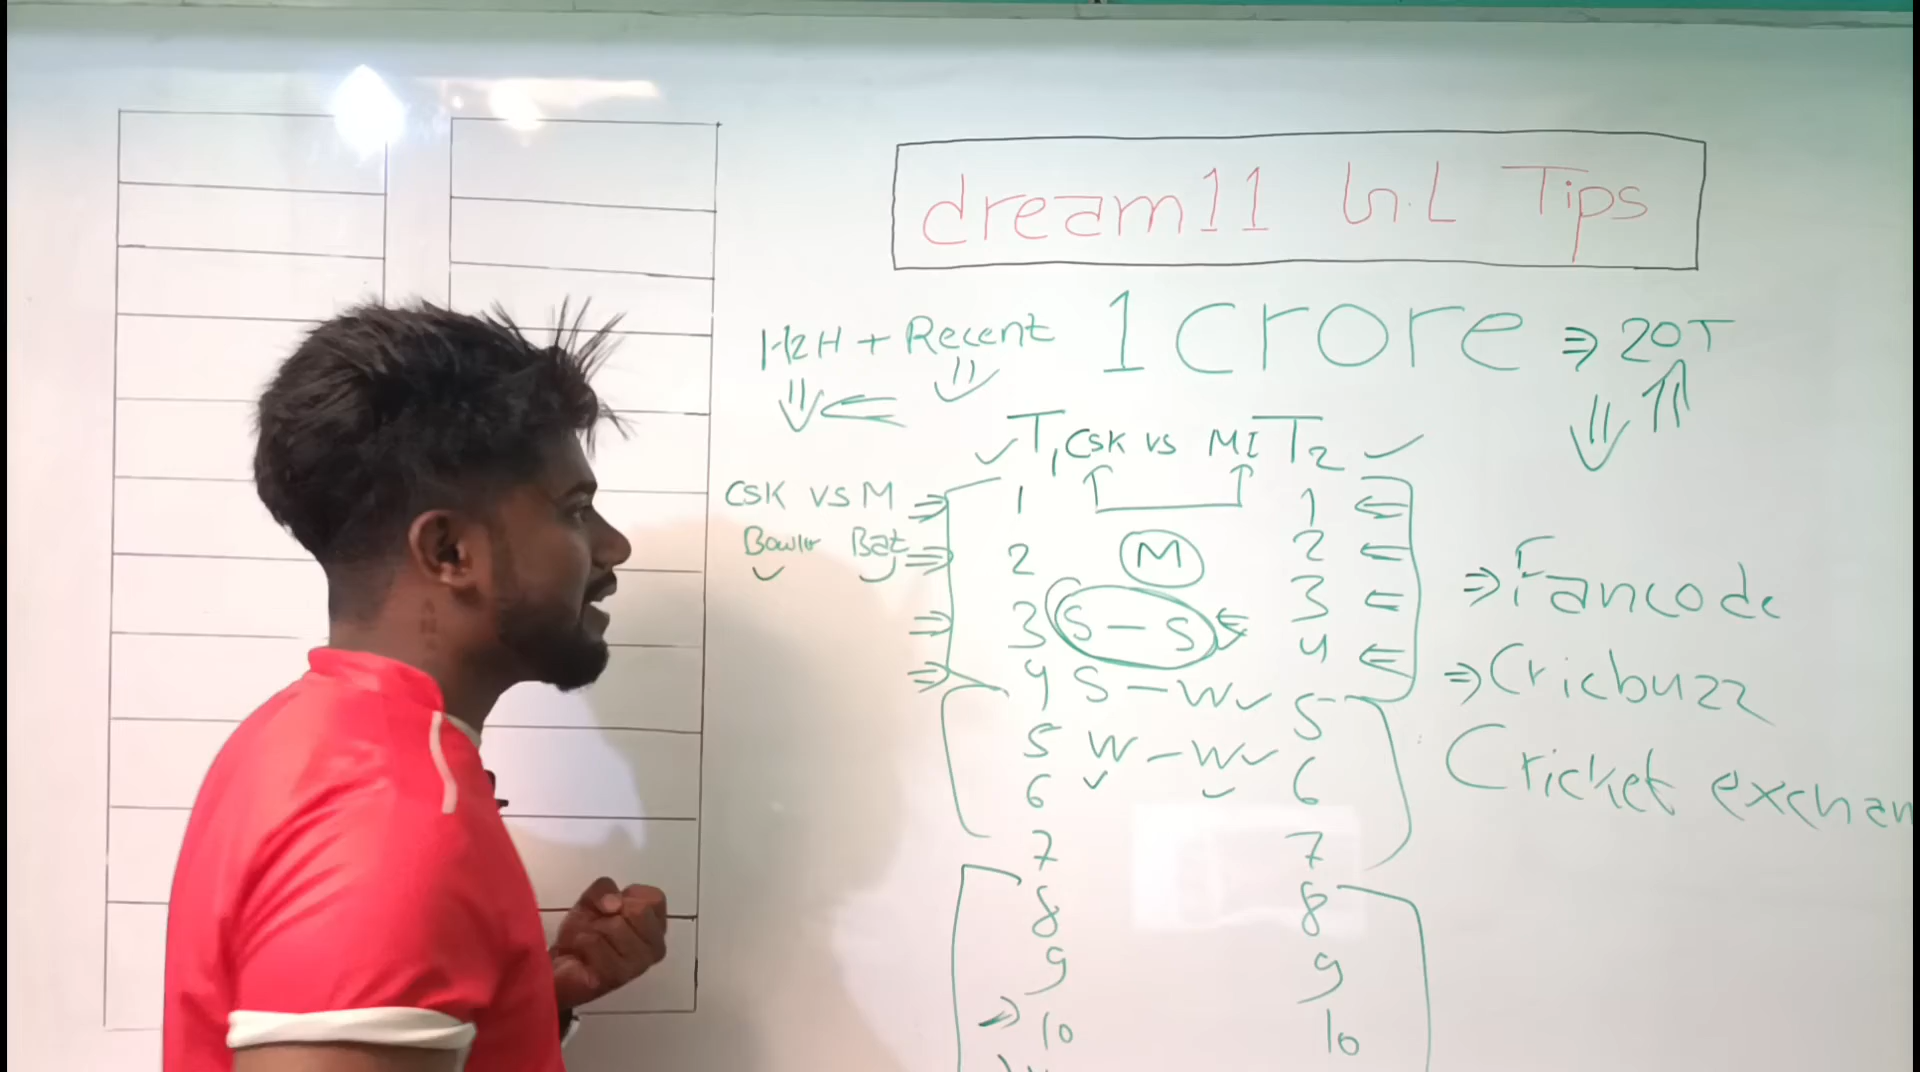 dream11 G.L Tips
H2H + Recent 1 crore ⇒ 20T
T1 CSK vs MI T2
CSK vs M
Bowler Bat
1 1
2 M 2
3 S-S 3
4 S-W 4
5 W-W 5
6 6
7 7
8 8
9 9
10 10
⇒ Fancode
⇒ Cricbuzz
Cricket exchan